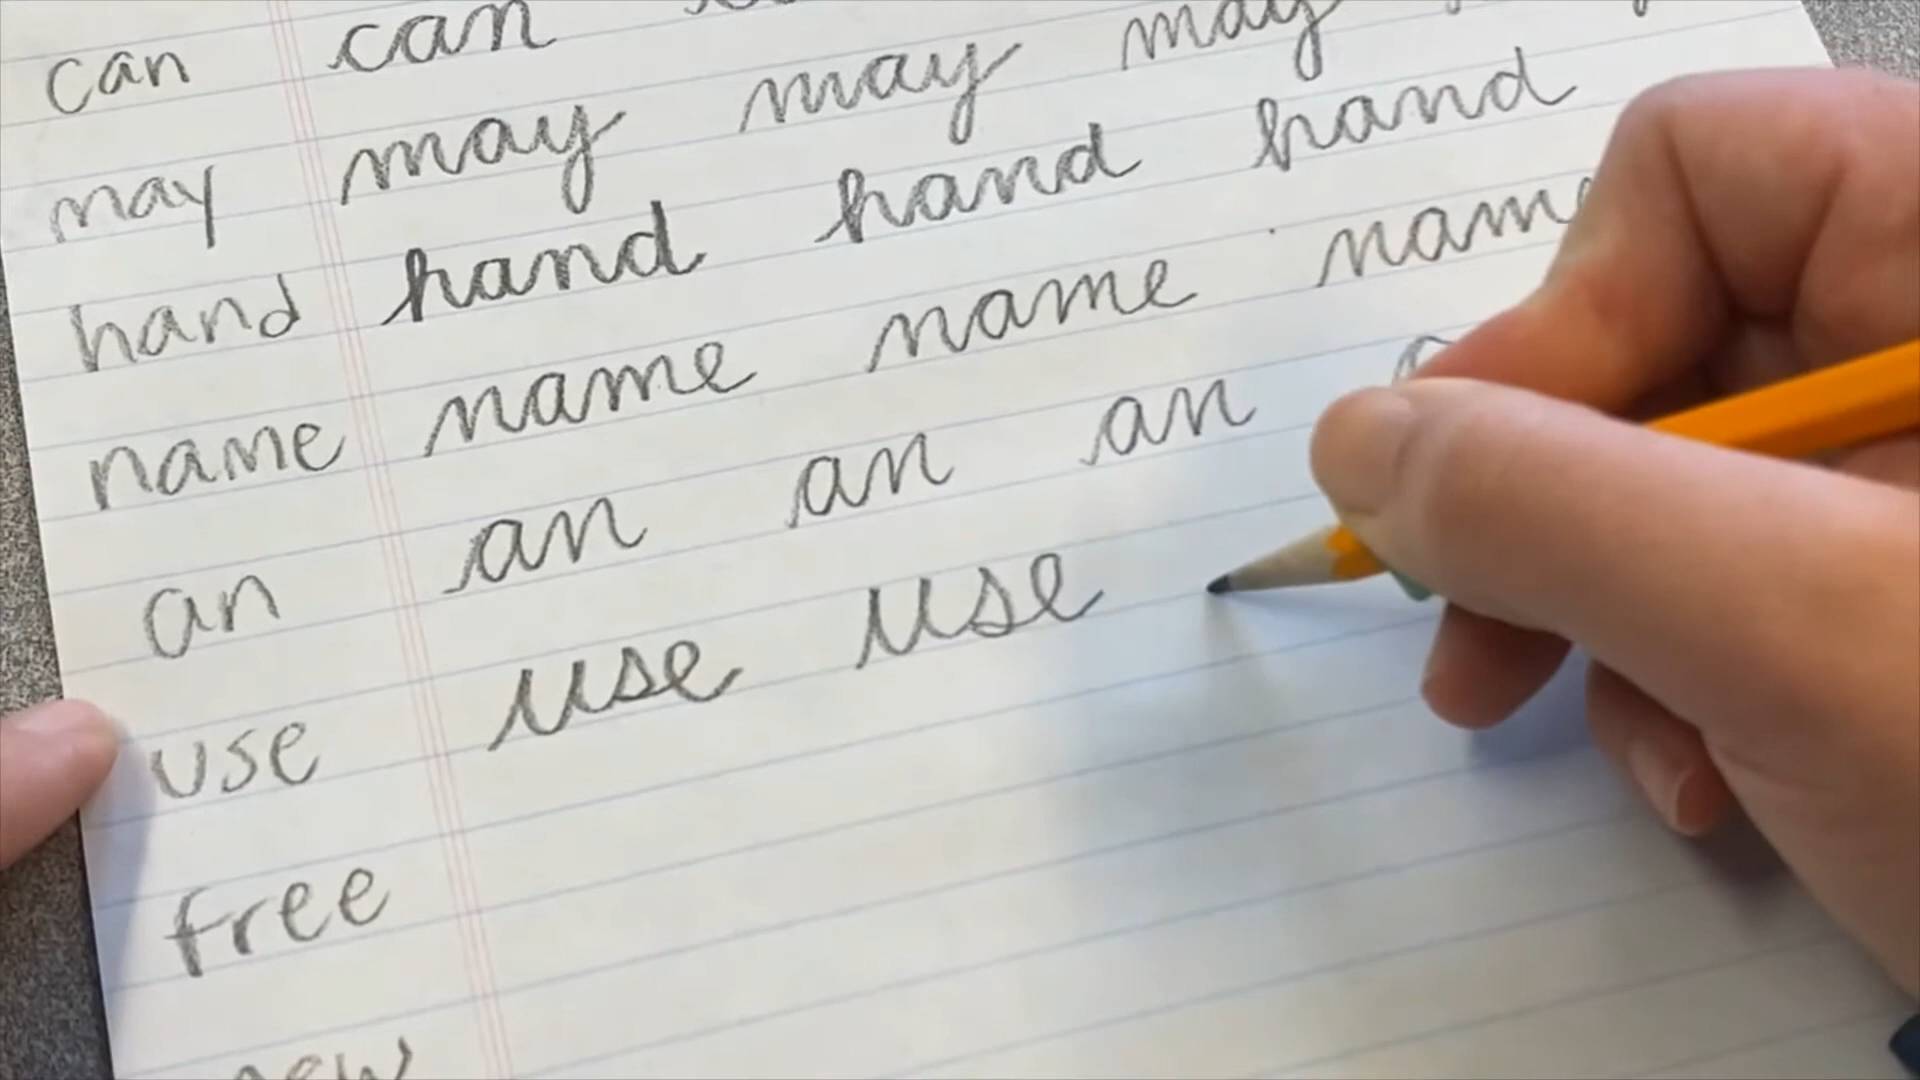 can can
may may may may
hand hand hand hand
name name name name
an an an an
use use use
free
new